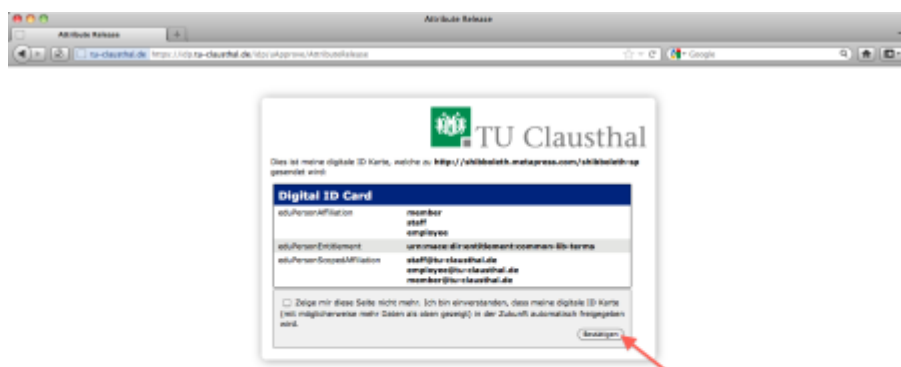 Attribute Release
Attribute Release
tu-clausthal.de https://idp.tu-clausthal.de/idp/uApprove/AttributeRelease
Google
TU Clausthal
Dies ist meine digitale ID Karte, welche zu http://shibboleth.metapress.com/shibboleth-sp
gesendet wird:
Digital ID Card
eduPersonAffiliation member
staff
employee
eduPersonEntitlement urn:mace:dir:entitlement:common-lib-terms
eduPersonScopedAffiliation staff@tu-clausthal.de
employee@tu-clausthal.de
member@tu-clausthal.de
Zeige mir diese Seite nicht mehr. Ich bin einverstanden, dass meine digitale ID Karte
(mit möglicherweise mehr Daten als oben gezeigt) in der Zukunft automatisch freigegeben
wird.
Bestätigen